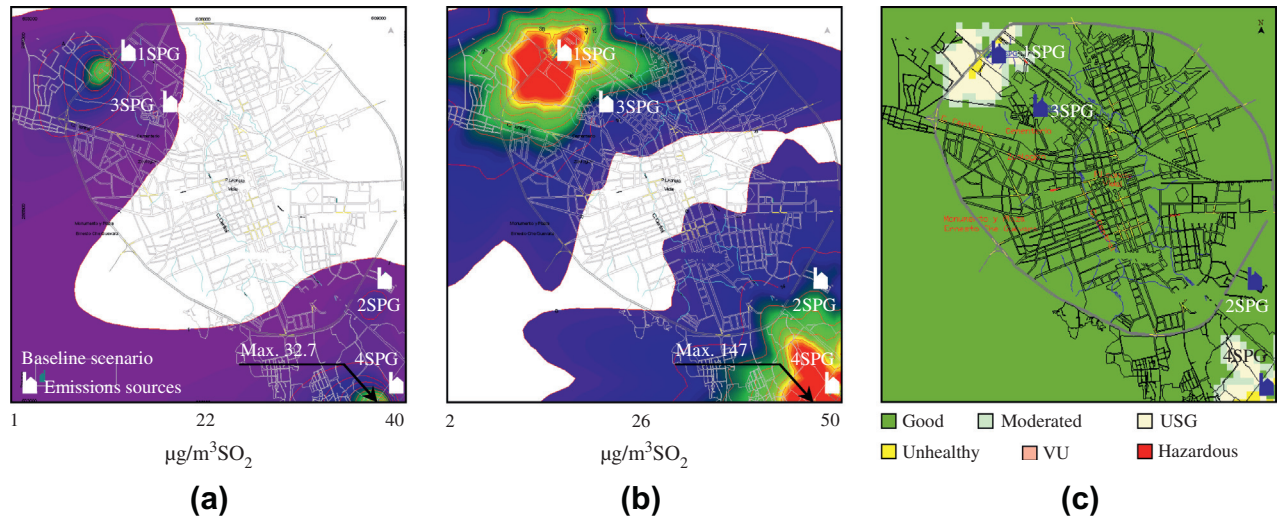 1SPG
3SPG
2SPG
Max. 32.7
4SPG
Baseline scenario
Emissions sources
1
22
40
µg/m³SO₂
(a)
1SPG
3SPG
2SPG
Max. 147
4SPG
2
26
50
µg/m³SO₂
(b)
1SPG
3SPG
2SPG
4SPG
Good
Moderated
USG
Unhealthy
VU
Hazardous
(c)